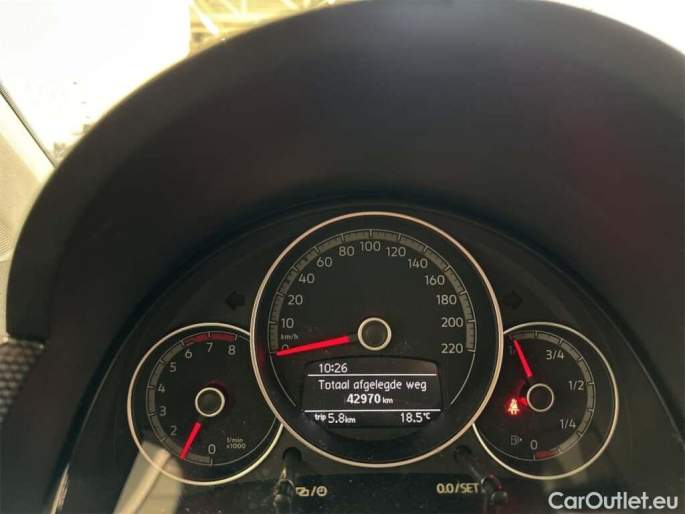 100
80
120
60
140
40
160
20
180
10
200
km/h
0
220
10:26
Totaal afgelegde weg
42970 km
trip 5.8 km 18.5°C
6 7 8
5
4
3
2
0
1/min
x1000
1
3/4
1/2
1/4
0
0.0/SET
CarOutlet.eu